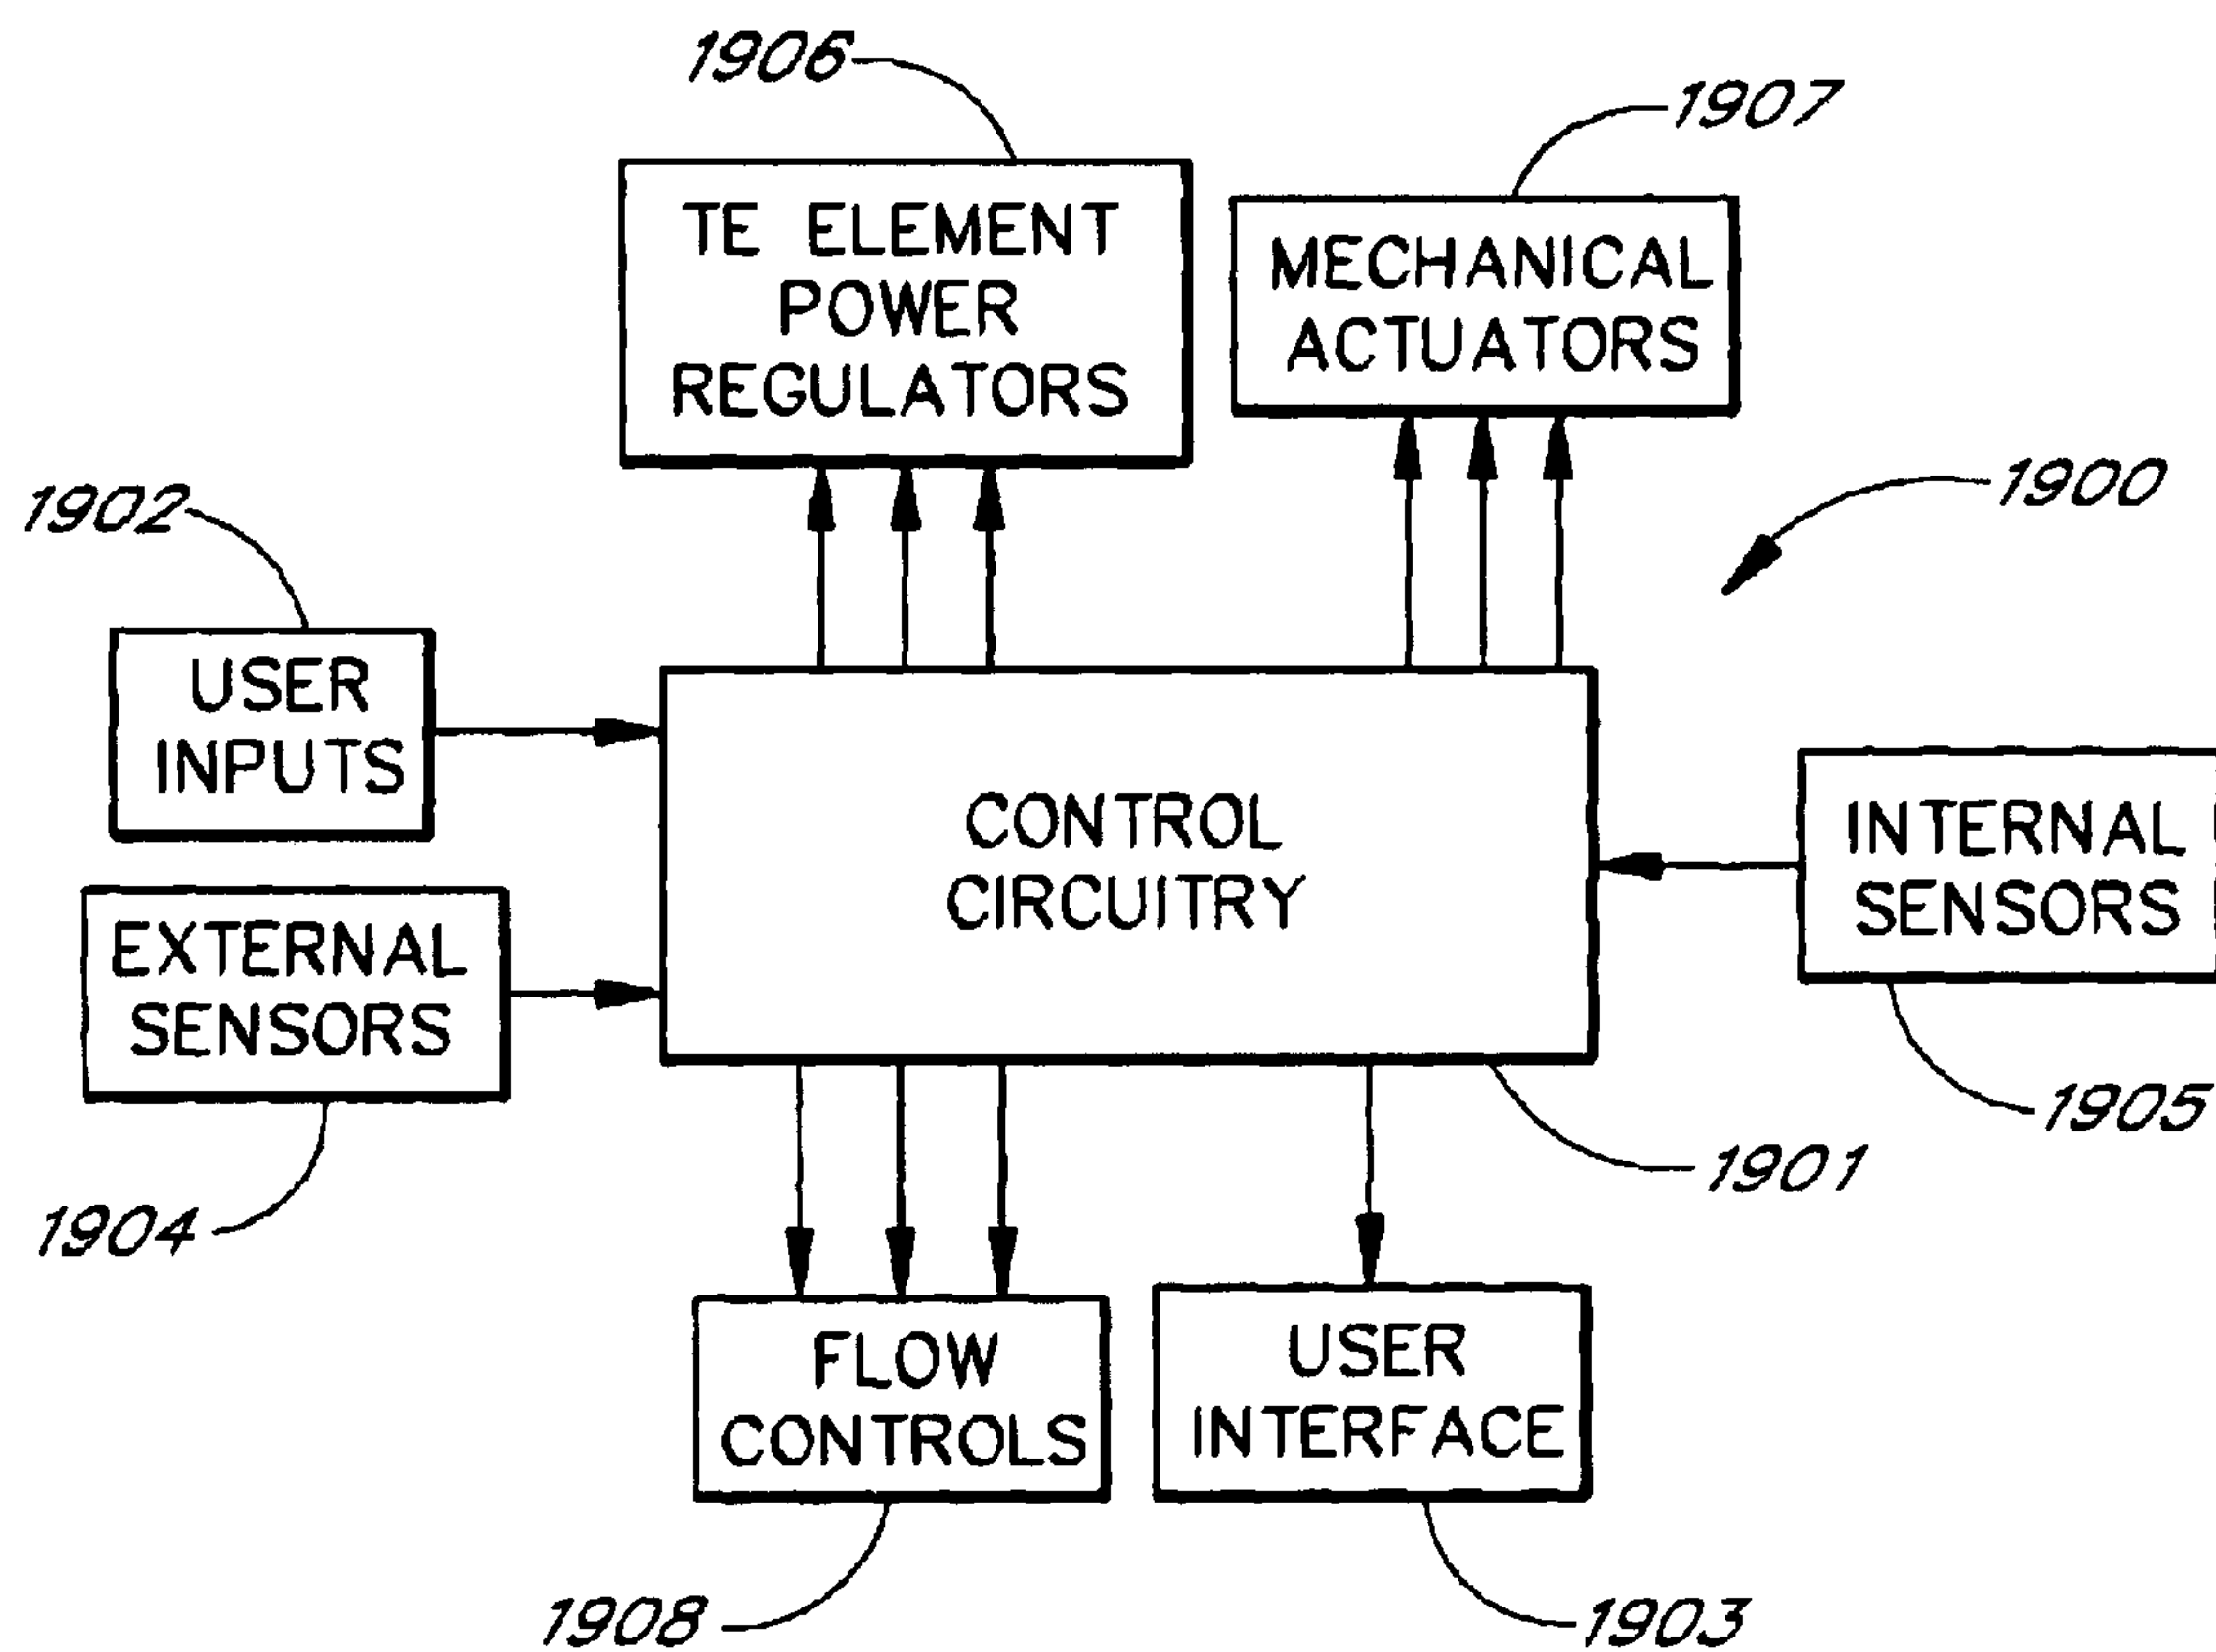 1906
1907
TE ELEMENT
POWER
REGULATORS
MECHANICAL
ACTUATORS
1900
1902
USER
INPUTS
CONTROL
CIRCUITRY
INTERNAL
SENSORS
EXTERNAL
SENSORS
1905
1901
1904
FLOW
CONTROLS
USER
INTERFACE
1908
1903